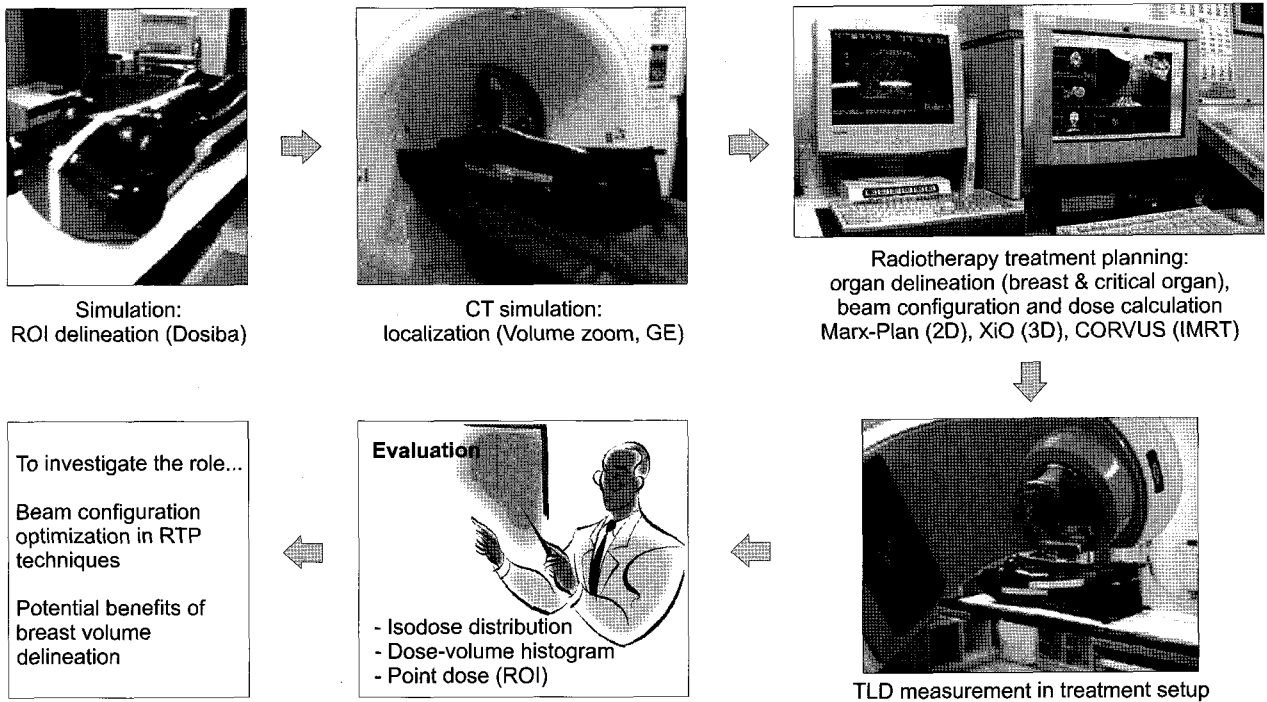 Simulation:
ROI delineation (Dosiba)
CT simulation:
localization (Volume zoom, GE)
Radiotherapy treatment planning:
organ delineation (breast & critical organ),
beam configuration and dose calculation
Marx-Plan (2D), XiO (3D), CORVUS (IMRT)
TLD measurement in treatment setup
Evaluation
- Isodose distribution
- Dose-volume histogram
- Point dose (ROI)
To investigate the role...
Beam configuration
optimization in RTP
techniques
Potential benefits of
breast volume
delineation